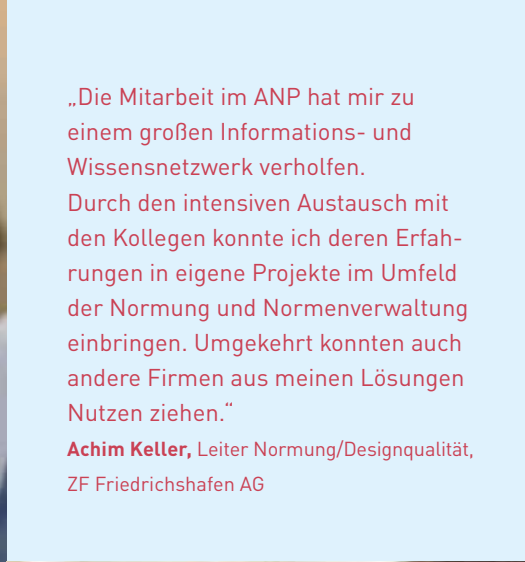 „Die Mitarbeit im ANP hat mir zu
einem großen Informations- und
Wissensnetzwerk verholfen.
Durch den intensiven Austausch mit
den Kollegen konnte ich deren Erfah-
rungen in eigene Projekte im Umfeld
der Normung und Normenverwaltung
einbringen. Umgekehrt konnten auch
andere Firmen aus meinen Lösungen
Nutzen ziehen.“
Achim Keller, Leiter Normung/Designqualität,
ZF Friedrichshafen AG